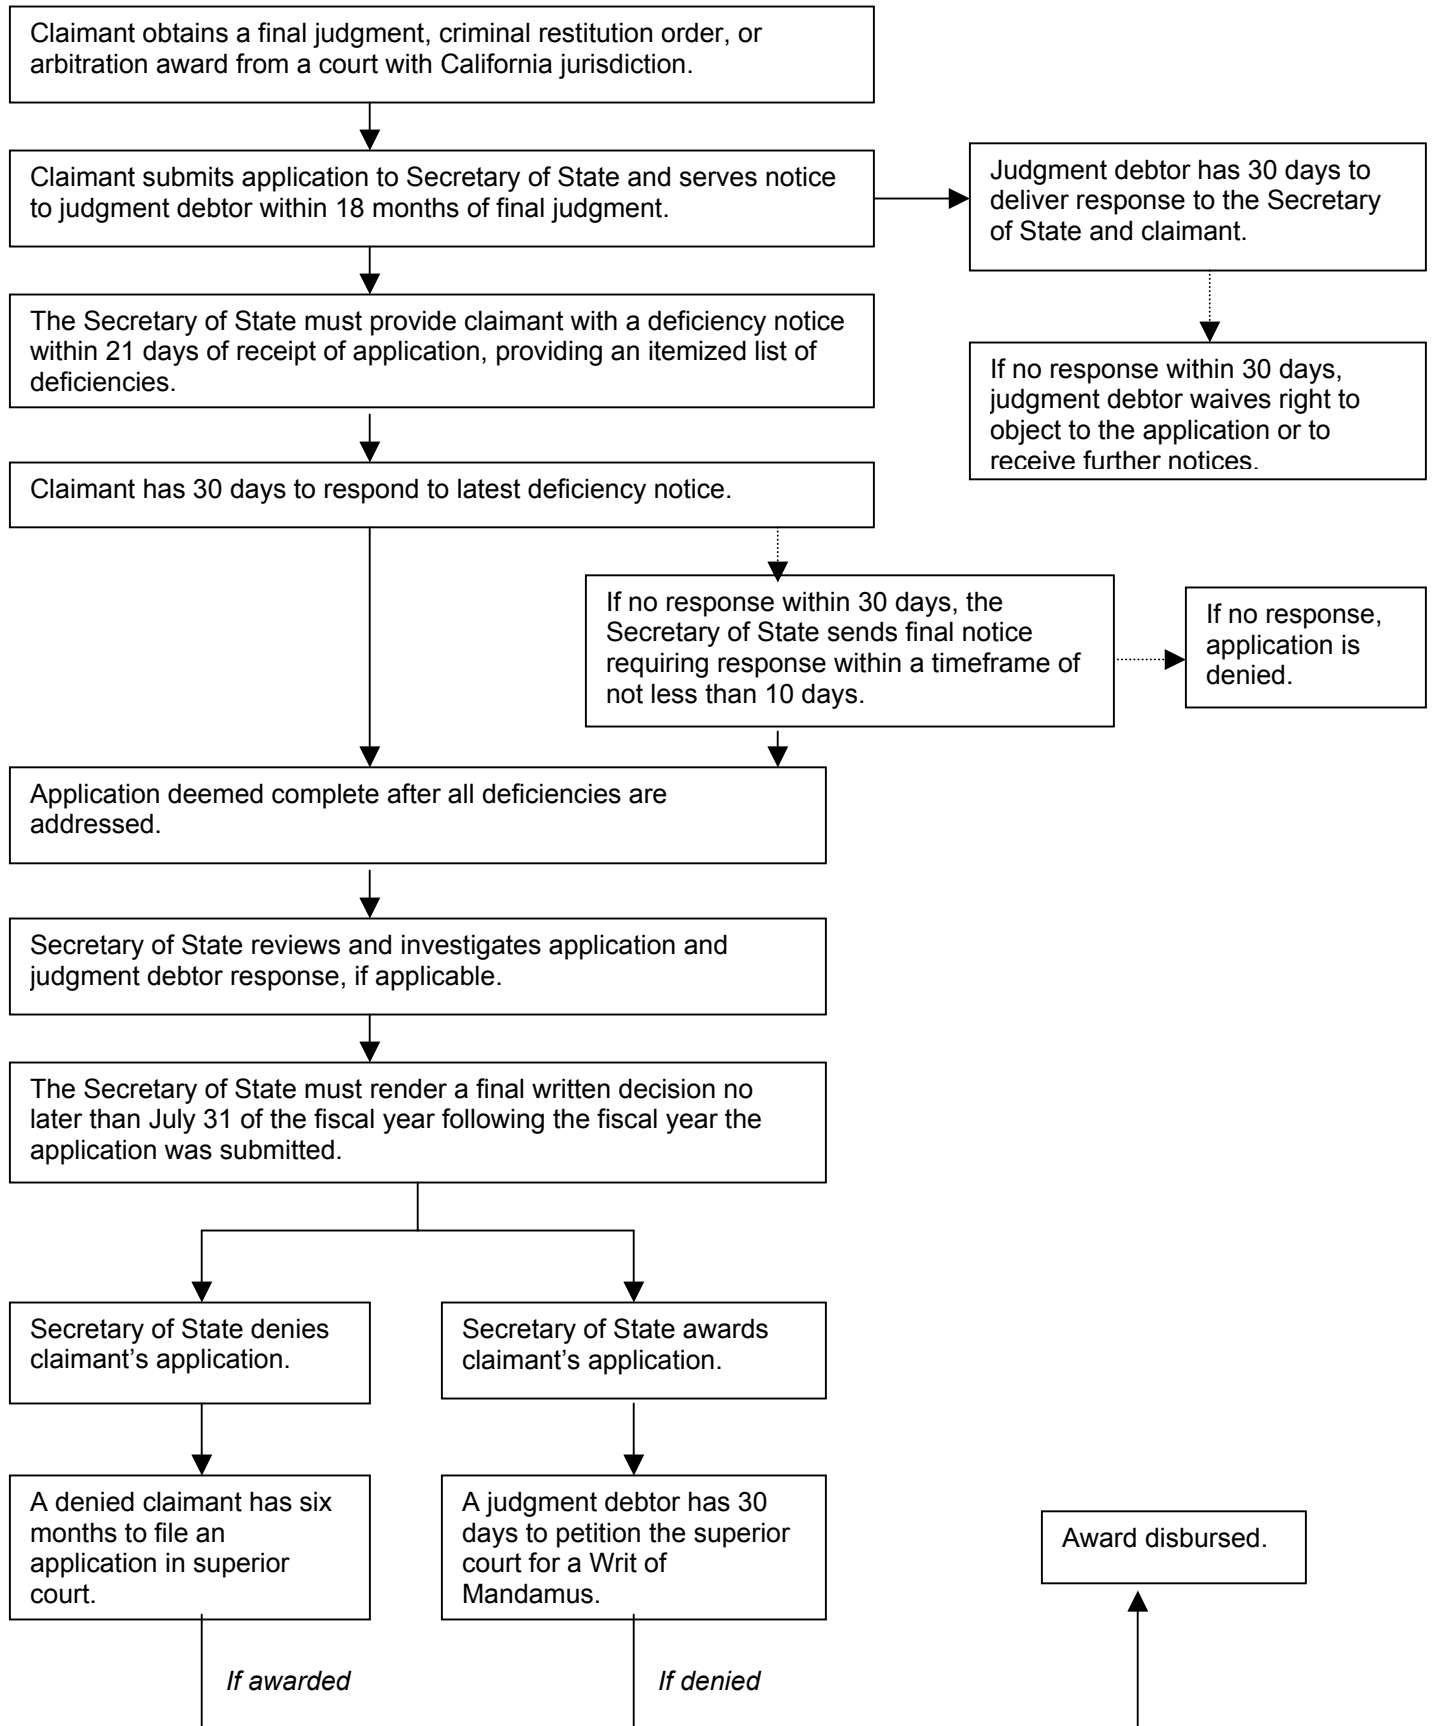 Claimant obtains a final judgment, criminal restitution order, or
arbitration award from a court with California jurisdiction.
Claimant submits application to Secretary of State and serves notice
to judgment debtor within 18 months of final judgment.
Judgment debtor has 30 days to
deliver response to the Secretary
of State and claimant.
The Secretary of State must provide claimant with a deficiency notice
within 21 days of receipt of application, providing an itemized list of
deficiencies.
If no response within 30 days,
judgment debtor waives right to
object to the application or to
receive further notices.
Claimant has 30 days to respond to latest deficiency notice.
If no response within 30 days, the
Secretary of State sends final notice
requiring response within a timeframe of
not less than 10 days.
If no response,
application is
denied.
Application deemed complete after all deficiencies are
addressed.
Secretary of State reviews and investigates application and
judgment debtor response, if applicable.
The Secretary of State must render a final written decision no
later than July 31 of the fiscal year following the fiscal year the
application was submitted.
Secretary of State denies
claimant’s application.
Secretary of State awards
claimant’s application.
A denied claimant has six
months to file an
application in superior
court.
A judgment debtor has 30
days to petition the superior
court for a Writ of
Mandamus.
Award disbursed.
If awarded
If denied